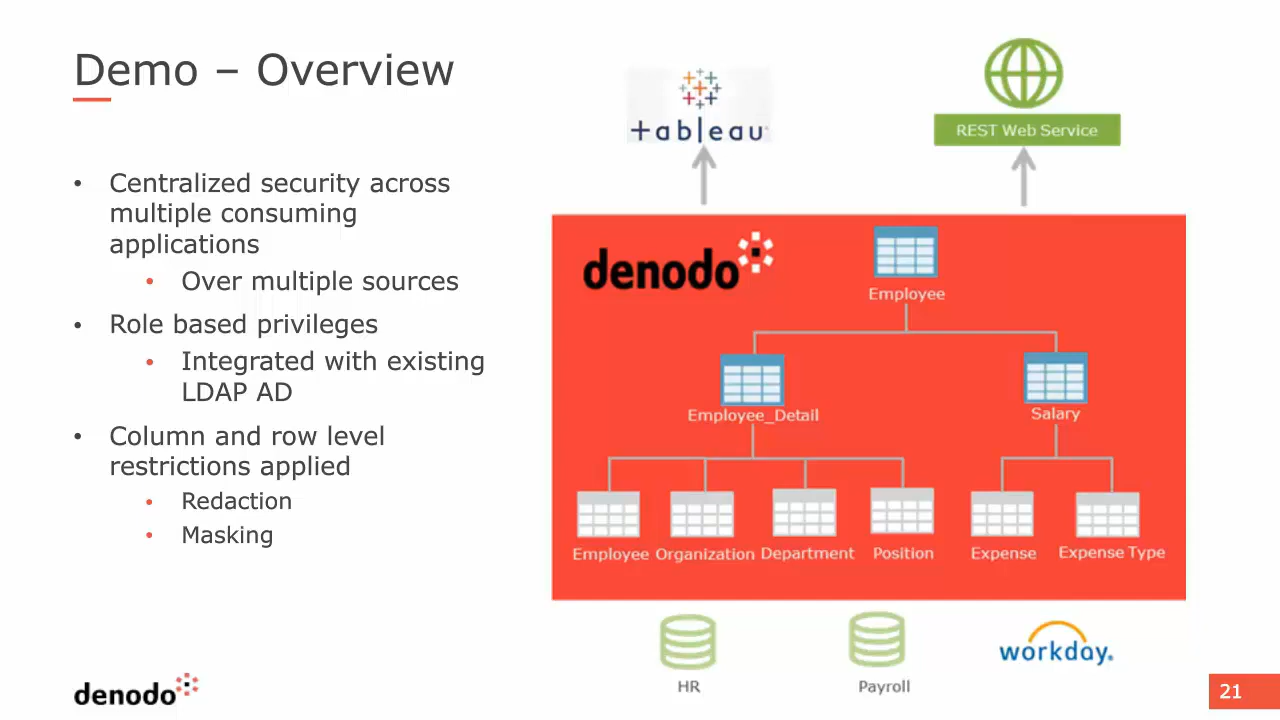 Demo – Overview
• Centralized security across
multiple consuming
applications
• Over multiple sources
• Role based privileges
• Integrated with existing
LDAP AD
• Column and row level
restrictions applied
• Redaction
• Masking
+ableau
REST Web Service
denodo
Employee
Employee_Detail
Salary
Employee
Organization
Department
Position
Expense
Expense Type
HR
Payroll
workday.
denodo
21